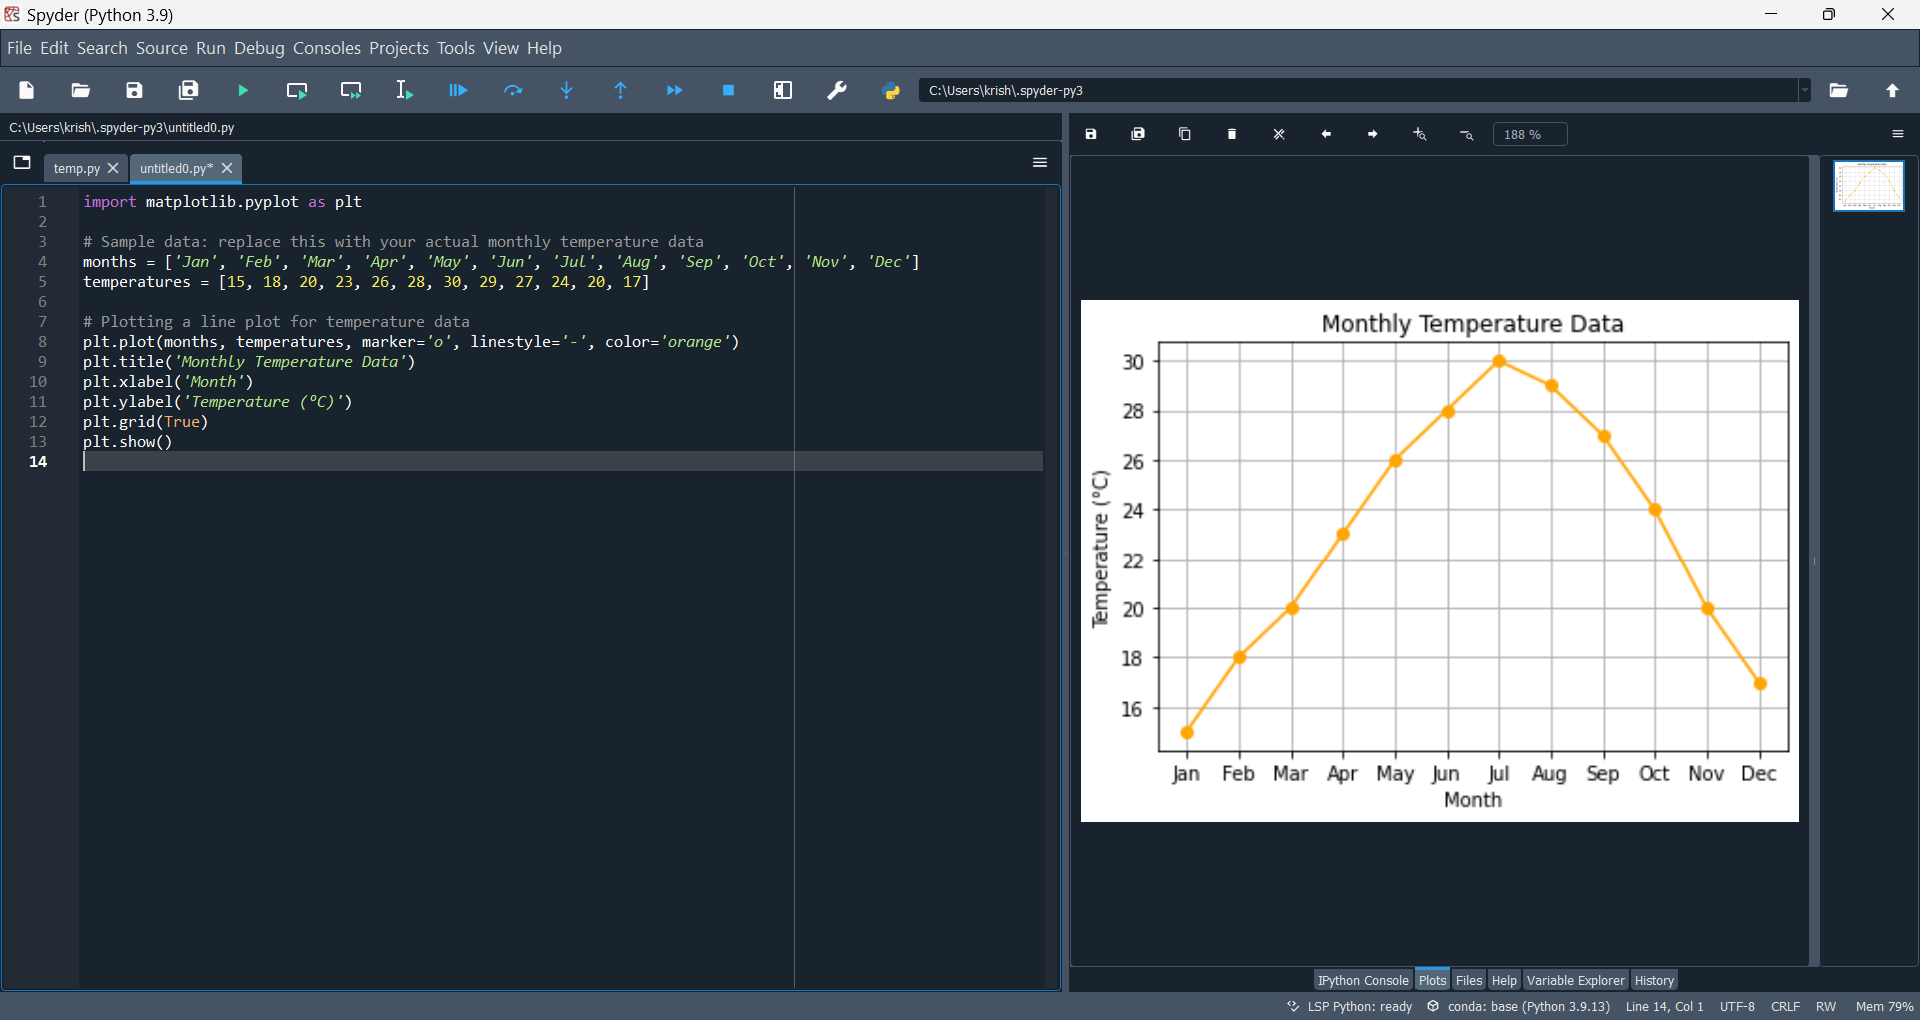 Spyder (Python 3.9)
File Edit Search Source Run Debug Consoles Projects Tools View Help
C:\Users\krish\.spyder-py3
C:\Users\krish\.spyder-py3\untitled0.py
temp.py
untitled0.py*
1 import matplotlib.pyplot as plt
2
3 # Sample data: replace this with your actual monthly temperature data
4 months = ['Jan', 'Feb', 'Mar', 'Apr', 'May', 'Jun', 'Jul', 'Aug', 'Sep', 'Oct', 'Nov', 'Dec']
5 temperatures = [15, 18, 20, 23, 26, 28, 30, 29, 27, 24, 20, 17]
6
7 # Plotting a line plot for temperature data
8 plt.plot(months, temperatures, marker='o', linestyle='-', color='orange')
9 plt.title('Monthly Temperature Data')
10 plt.xlabel('Month')
11 plt.ylabel('Temperature (°C)')
12 plt.grid(True)
13 plt.show()
14
188 %
Monthly Temperature Data
Temperature (°C)
30
28
26
24
22
20
18
16
Jan Feb Mar Apr May Jun Jul Aug Sep Oct Nov Dec
Month
IPython Console Plots Files Help Variable Explorer History
LSP Python: ready conda: base (Python 3.9.13) Line 14, Col 1 UTF-8 CRLF RW Mem 79%